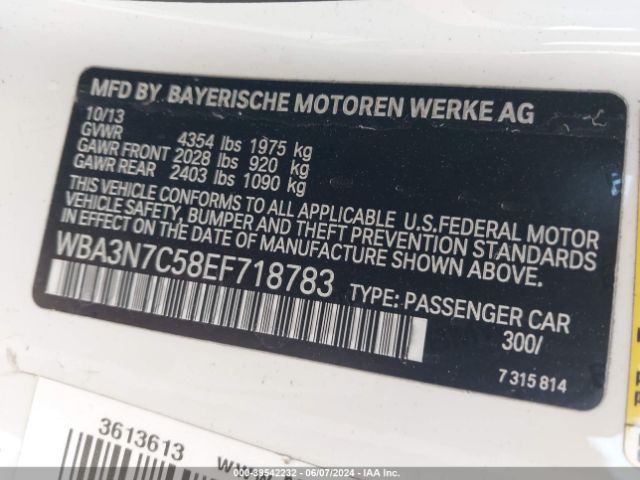 MFD BY BAYERISCHE MOTOREN WERKE AG
10/13
GVWR 4354 lbs 1975 kg
GAWR FRONT 2028 lbs 920 kg
GAWR REAR 2403 lbs 1090 kg
THIS VEHICLE CONFORMS TO ALL APPLICABLE U.S.FEDERAL MOTOR
VEHICLE SAFETY, BUMPER AND THEFT PREVENTION STANDARDS
IN EFFECT ON THE DATE OF MANUFACTURE SHOWN ABOVE.
WBA3N7C58EF718783
TYPE: PASSENGER CAR
300/
7 315 814
3613613
000-39542232 - 06/07/2024 - IAAI.COM